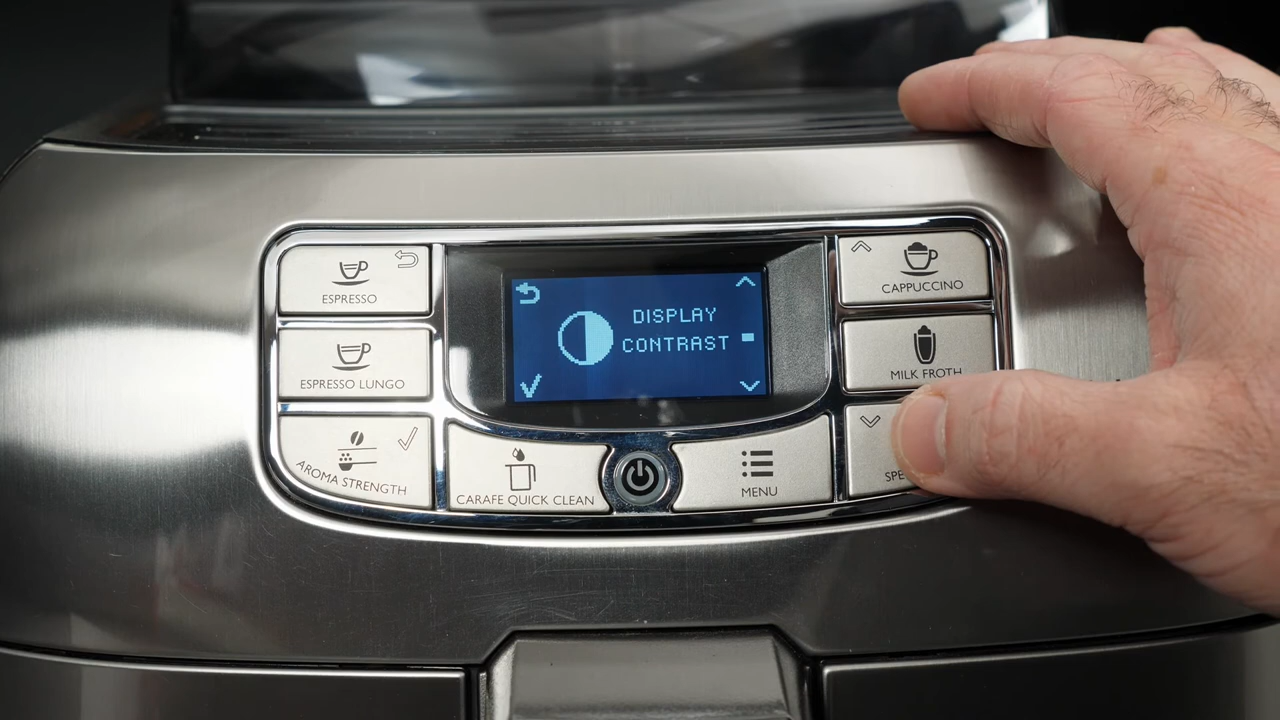 ESPRESSO
ESPRESSO LUNGO
AROMA STRENGTH
DISPLAY
CONTRAST
CARAFE QUICK CLEAN
MENU
CAPPUCCINO
MILK FROTH